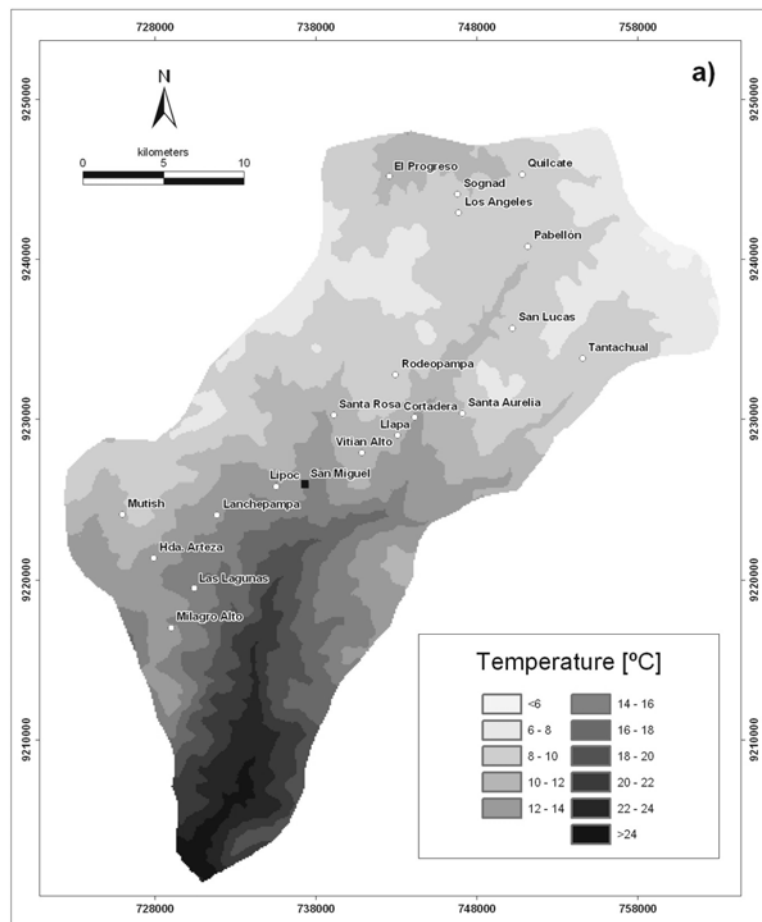 728000 738000 748000 758000
a)
N
kilometers
0 5 10
9250000
9250000
El Progreso
Quilcate
Sognad
Los Angeles
Pabellón
9240000
9240000
San Lucas
Tantachual
Rodeopampa
9230000
9230000
Santa Rosa
Cortadera
Santa Aurelia
Llapa
Vitian Alto
Lipoc
San Miguel
Mutish
Lanchepampa
Hda. Arteza
9220000
9220000
Las Lagunas
Milagro Alto
9210000
9210000
Temperature [ºC]
<6
6 - 8
8 - 10
10 - 12
12 - 14
14 - 16
16 - 18
18 - 20
20 - 22
22 - 24
>24
728000 738000 748000 758000